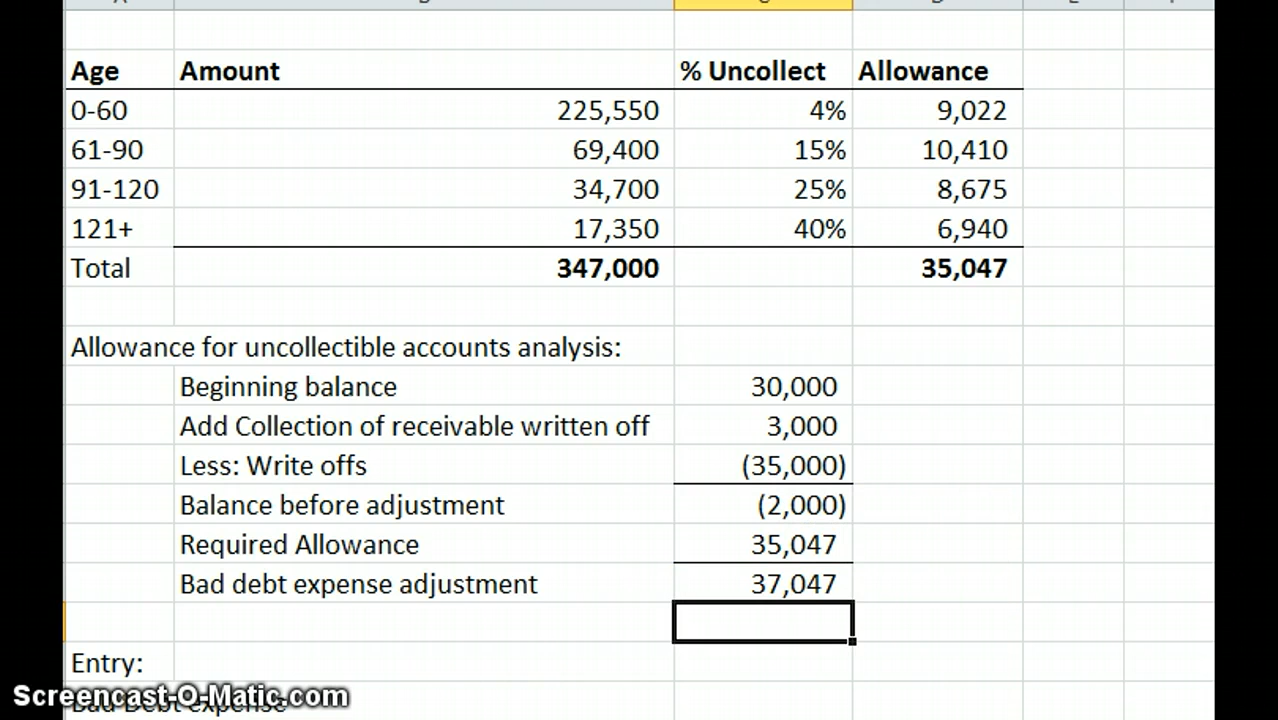 Age Amount % Uncollect Allowance
0-60 225,550 4% 9,022
61-90 69,400 15% 10,410
91-120 34,700 25% 8,675
121+ 17,350 40% 6,940
Total 347,000 35,047
Allowance for uncollectible accounts analysis:
Beginning balance 30,000
Add Collection of receivable written off 3,000
Less: Write offs (35,000)
Balance before adjustment (2,000)
Required Allowance 35,047
Bad debt expense adjustment 37,047
Entry:
Screencast-O-Matic.com
Bad Debt expense